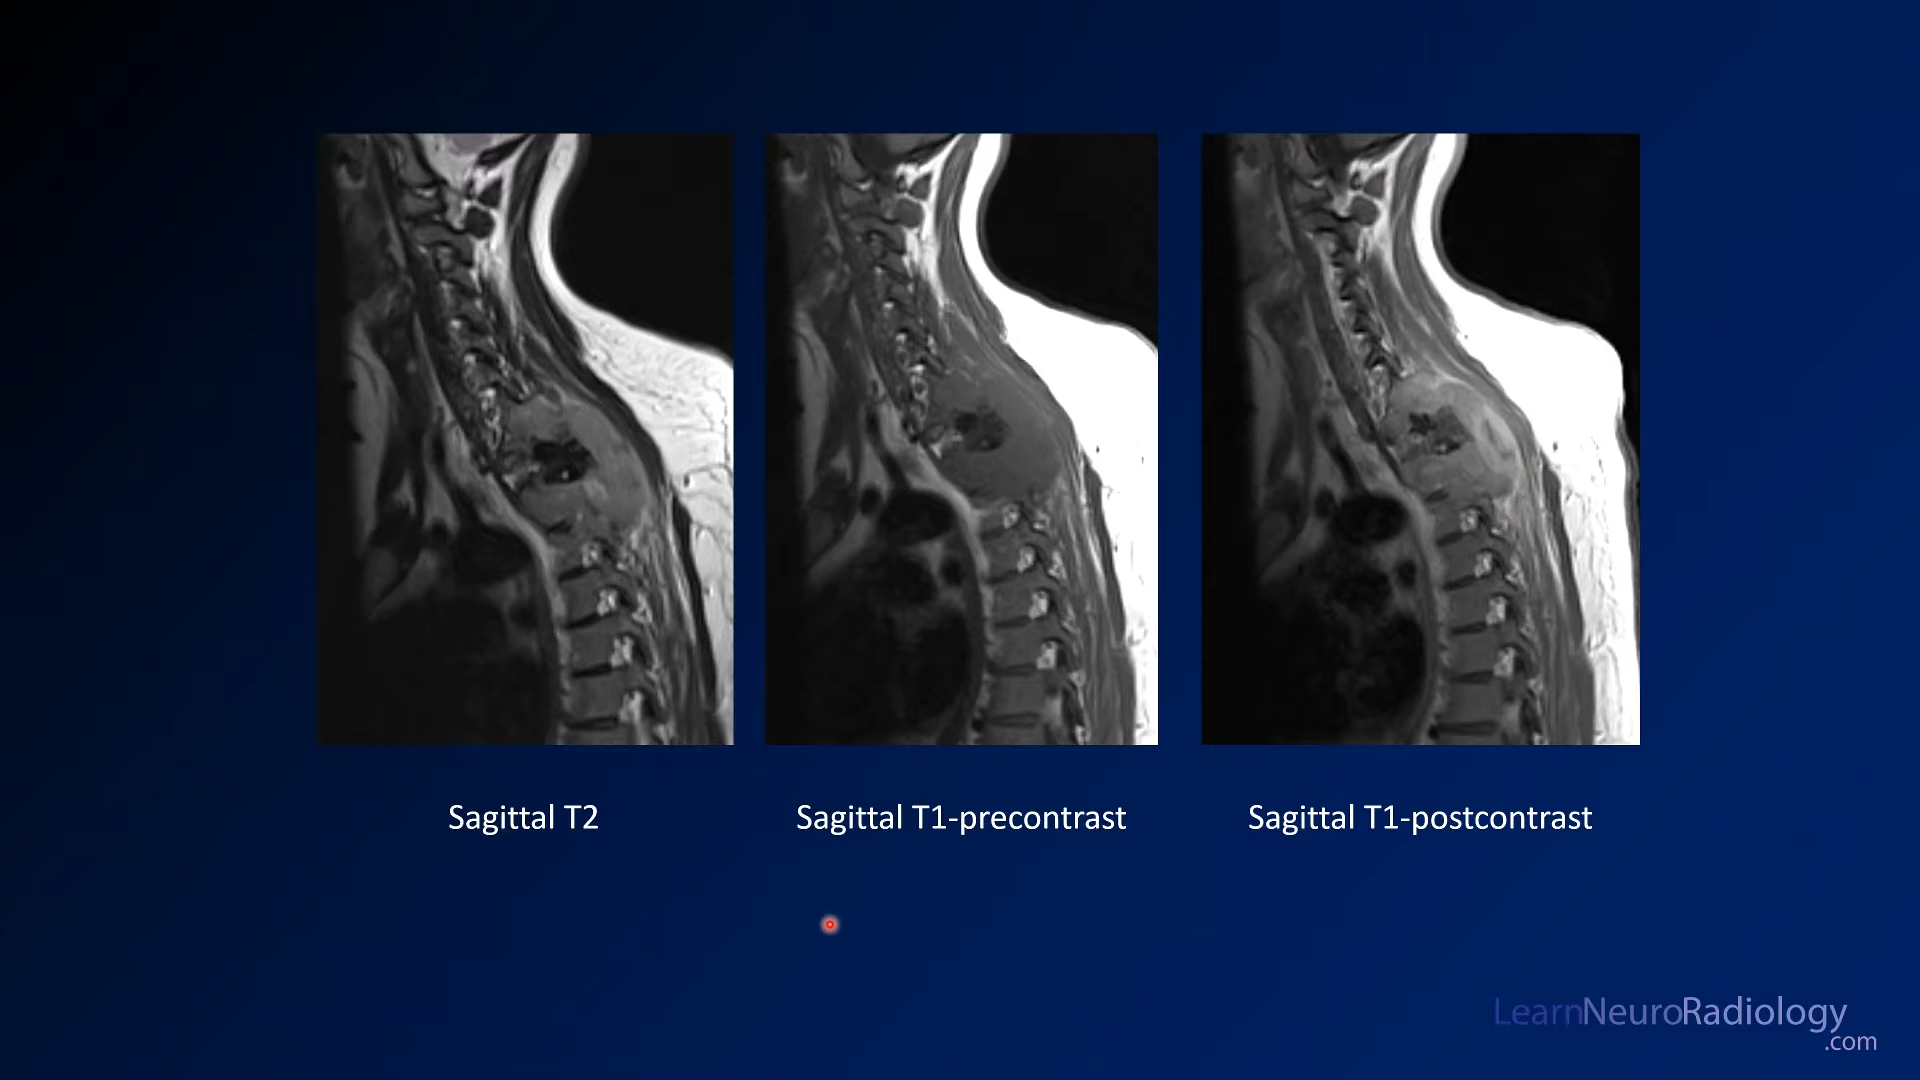 Sagittal T2
Sagittal T1-precontrast
Sagittal T1-postcontrast
LearnNeuroRadiology
.com